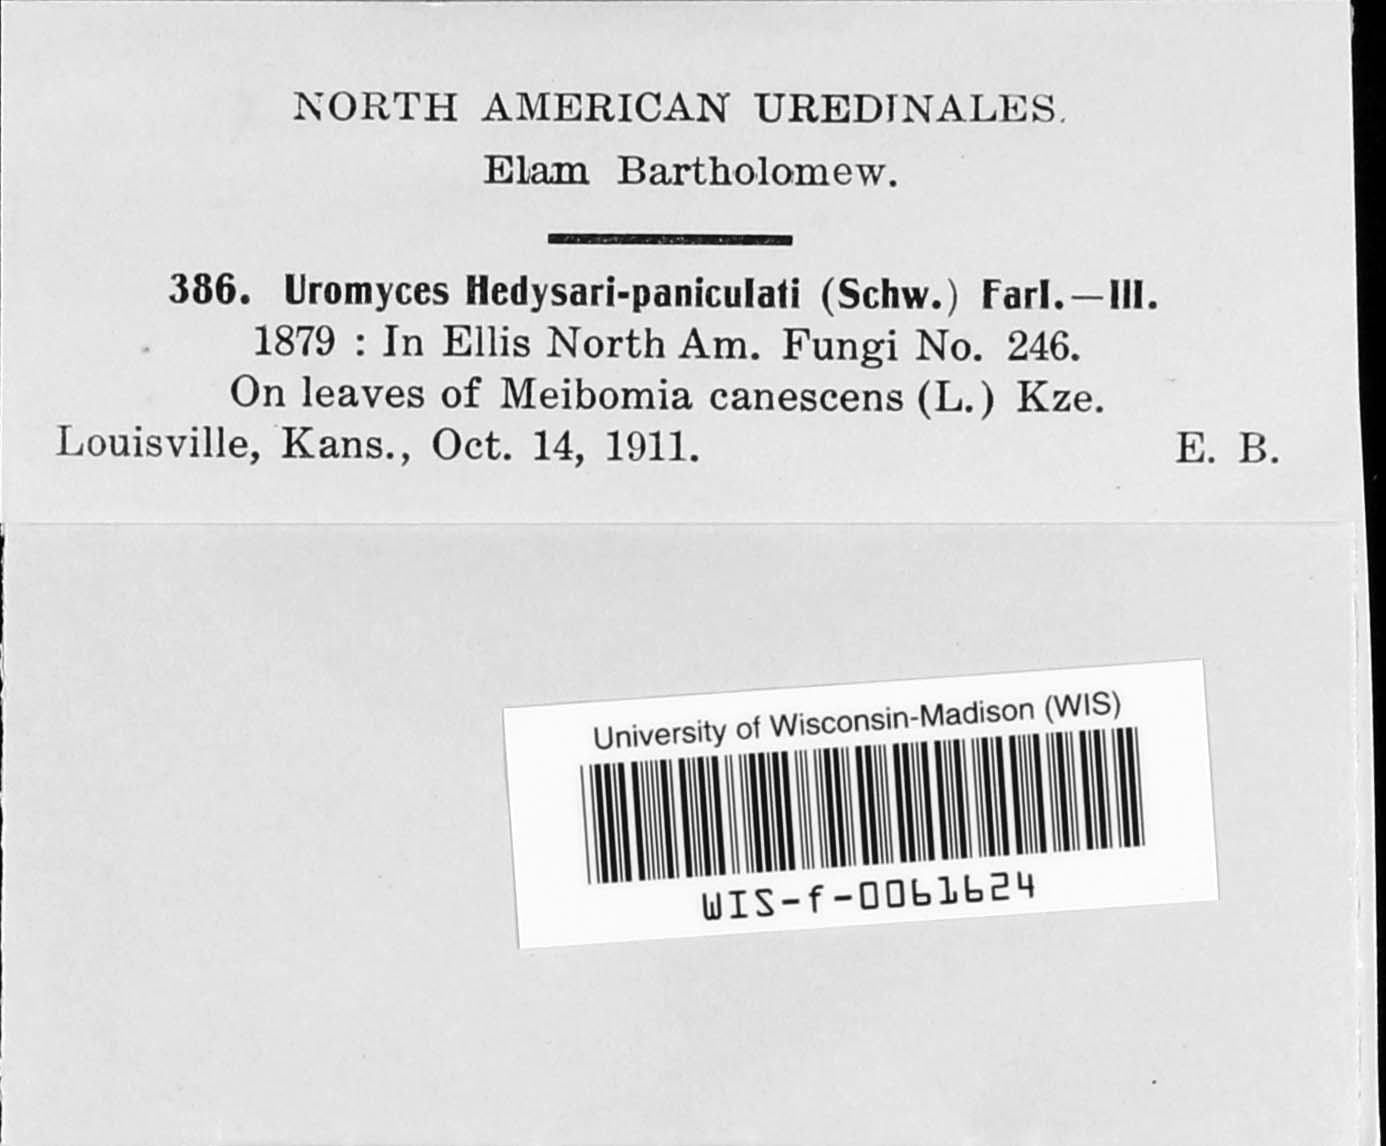 NORTH AMERICAN UREDINALES.
Elam Bartholomew.
386. Uromyces Hedysari-paniculati (Schw.) Farl.—III.
1879 : In Ellis North Am. Fungi No. 246.
On leaves of Meibomia canescens (L.) Kze.
Louisville, Kans., Oct. 14, 1911. E. B.
University of Wisconsin-Madison (WIS)
WIS-f-0061624